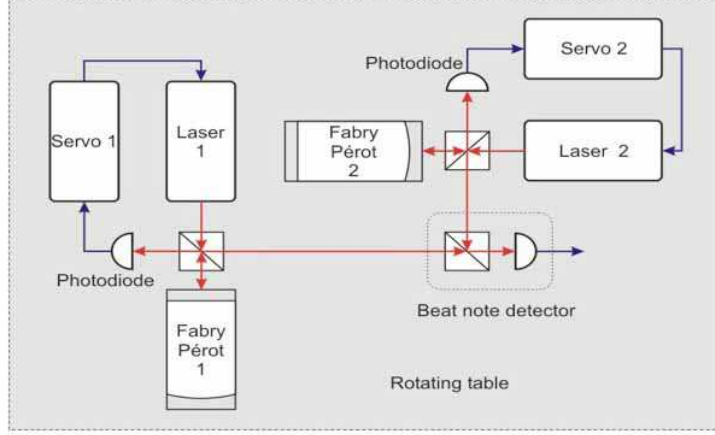 Servo 1
Laser
1
Photodiode
Fabry
Pérot
1
Photodiode
Servo 2
Fabry
Pérot
2
Laser 2
Beat note detector
Rotating table